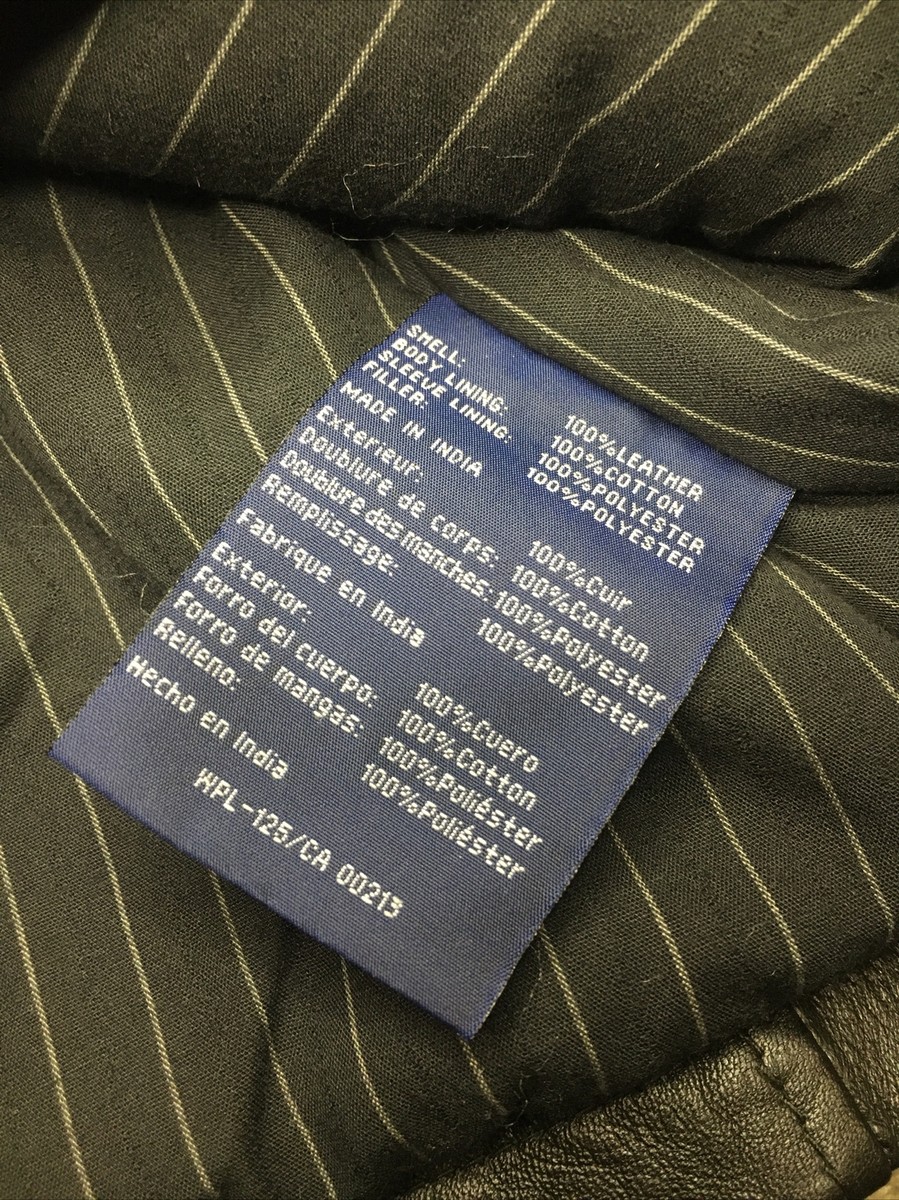 SHELL: 100%LEATHER
BODY LINING: 100%COTTON
SLEEVE LINING: 100%POLYESTER
FILLER: 100%POLYESTER
MADE IN INDIA
Exterieur: 100%Cuir
Doublure de corps: 100%Cotton
Doublure des manches: 100%Polyester
Remplissage: 100%Polyester
Fabrique en India
Exterior: 100%Cuero
Forro del cuerpo: 100%Cotton
Forro de mangas: 100%Poliéster
Relleno: 100%Poliéster
Hecho en India
WPL-125/CA 00213